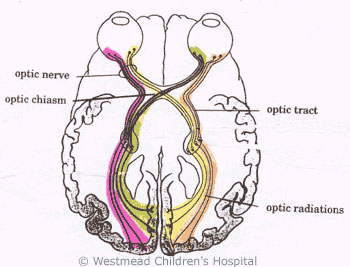 optic nerve
optic chiasm
optic tract
optic radiations
© Westmead Children's Hospital